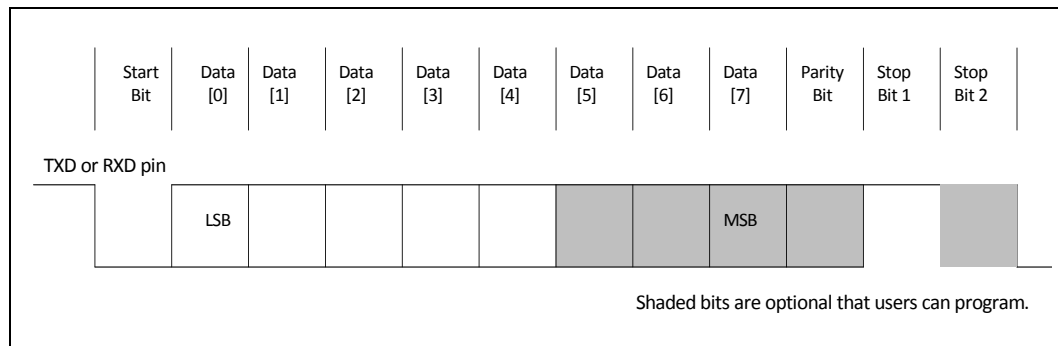 Start Data Data Data Data Data Data Data Data Parity Stop Stop
Bit [0] [1] [2] [3] [4] [5] [6] [7] Bit Bit 1 Bit 2
TXD or RXD pin
LSB MSB
Shaded bits are optional that users can program.